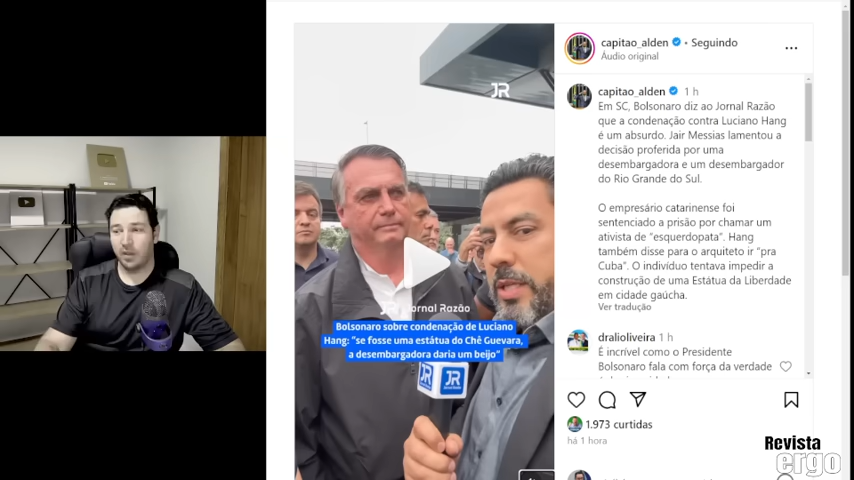 JR
Jornal Razão
Bolsonaro sobre condenação de Luciano
Hang: "se fosse uma estátua do Chê Guevara,
a desembargadora daria um beijo"
JR
JR
capitao_alden • Seguindo
Áudio original
capitao_alden 1 h
Em SC, Bolsonaro diz ao Jornal Razão
que a condenação contra Luciano Hang
é um absurdo. Jair Messias lamentou a
decisão proferida por uma
desembargadora e um desembargador
do Rio Grande do Sul.
O empresário catarinense foi
sentenciado a prisão por chamar um
ativista de "esquerdopata". Hang
também disse para o arquiteto ir "pra
Cuba". O indivíduo tentava impedir a
construção de uma Estátua da Liberdade
em cidade gaúcha.
Ver tradução
dralioliveira 1 h
É incrível como o Presidente
Bolsonaro fala com força da verdade
1.973 curtidas
há 1 hora
Revista
ergo